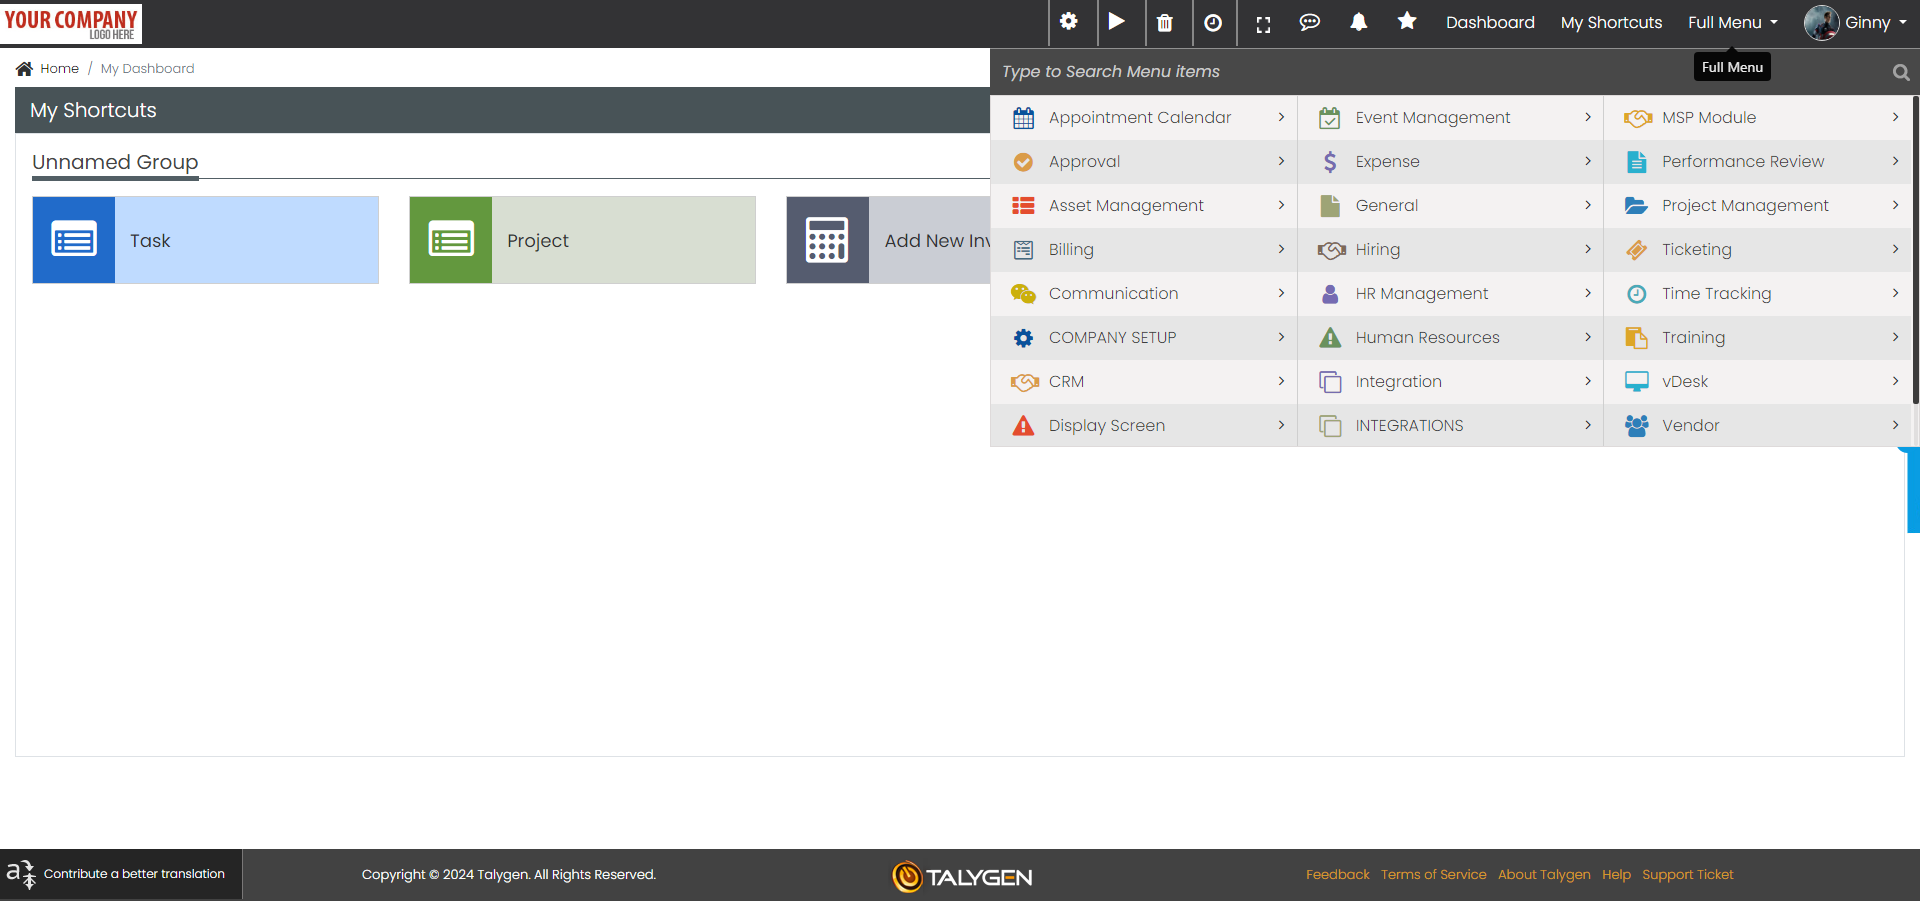 YOUR COMPANY
LOGO HERE
Dashboard
My Shortcuts
Full Menu
Ginny
Home / My Dashboard
Type to Search Menu items
Full Menu
My Shortcuts
Unnamed Group
Task
Project
Add New Inv
Appointment Calendar
Event Management
MSP Module
Approval
Expense
Performance Review
Asset Management
General
Project Management
Billing
Hiring
Ticketing
Communication
HR Management
Time Tracking
COMPANY SETUP
Human Resources
Training
CRM
Integration
vDesk
Display Screen
INTEGRATIONS
Vendor
Contribute a better translation
Copyright © 2024 Talygen. All Rights Reserved.
TALYGEN
Feedback
Terms of Service
About Talygen
Help
Support Ticket